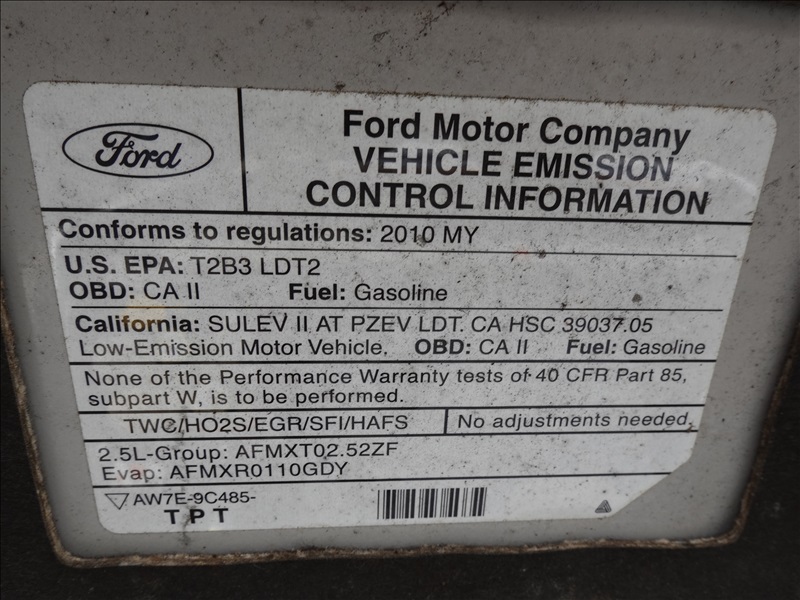 Ford
Ford Motor Company
VEHICLE EMISSION
CONTROL INFORMATION
Conforms to regulations: 2010 MY
U.S. EPA: T2B3 LDT2
OBD: CA II Fuel: Gasoline
California: SULEV II AT PZEV LDT. CA HSC 39037.05
Low-Emission Motor Vehicle. OBD: CA II Fuel: Gasoline
None of the Performance Warranty tests of 40 CFR Part 85,
subpart W, is to be performed.
TWC/HO2S/EGR/SFI/HAFS No adjustments needed.
2.5L-Group: AFMXT02.52ZF
Evap: AFMXR0110GDY
AW7E-9C485-
TPT